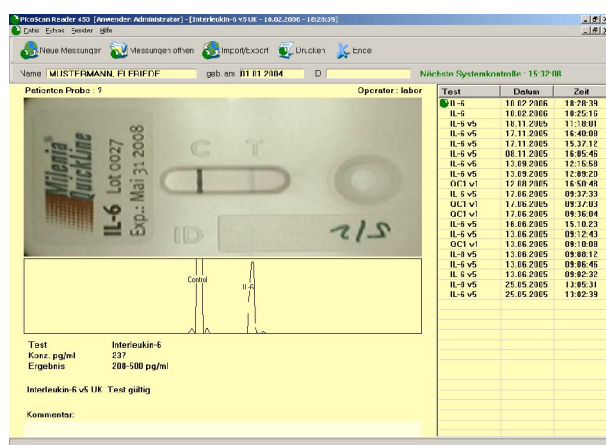 PicoScan Reader 450 [Anwender: Administrator] - [Interleukin-6 v5 UK - 10.02.2006 - 18:28:39]
Datei Extras Fenster Hilfe
Neue Messungen Messungen öffnen Import/Export Drucken Ende
Name MUSTERMANN, ELFRIEDE geb. am 01.01.2004 ID Nächste Systemkontrolle : 15:32:08
Patienten Probe : ? Operator : labor
Test Datum Zeit
IL-6 10.02.2006 18:28:39
IL-6 10.02.2006 10:25:16
IL-6 v5 18.11.2005 11:18:01
IL-6 v5 17.11.2005 16:40:08
IL-6 v5 17.11.2005 15:37:12
IL-6 v5 08.11.2005 16:05:46
IL-6 v5 13.09.2005 12:15:58
IL-6 v5 13.09.2005 12:09:20
QC1 v1 12.08.2005 16:50:48
IL-6 v5 17.06.2005 09:37:33
QC1 v1 17.06.2005 09:37:03
QC1 v1 17.06.2005 09:36:04
IL-6 v5 16.06.2005 15:10:23
IL-6 v5 13.06.2005 09:12:43
QC1 v1 13.06.2005 09:10:08
IL-8 v5 13.06.2005 09:08:12
IL-6 v5 13.06.2005 09:06:46
IL-6 v5 13.06.2005 09:02:32
IL-8 v5 25.05.2005 13:05:31
IL-6 v5 25.05.2005 13:02:39
Milenia
QuickLine
IL-6 Lot 0027
Exp.: Mai 31 2008
C T
ID
5/2
Control IL-6
Test Interleukin-6
Konz. pg/ml 237
Ergebnis 200-500 pg/ml
Interleukin-6 v5 UK Test gültig
Kommentar: